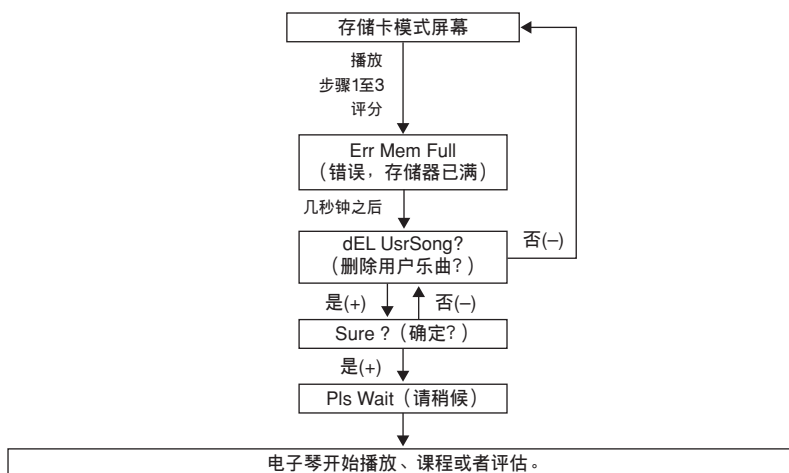 存储卡模式屏幕
播放
步骤1至3
评分
Err Mem Full
（错误，存储器已满）
几秒钟之后
dEL UsrSong?
（删除用户乐曲？）
否(–)
是(+)
否(–)
Sure ?（确定？）
是(+)
Pls Wait（请稍候）
电子琴开始播放、课程或者评估。